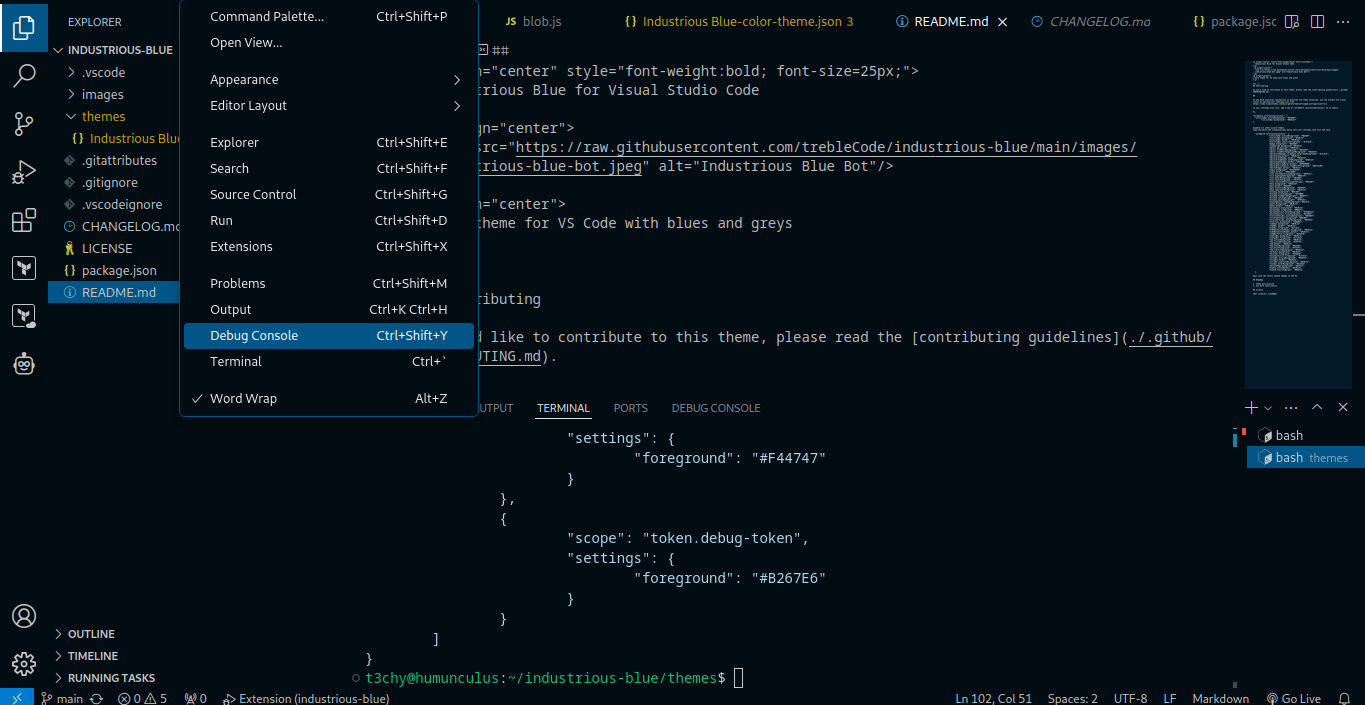 EXPLORER
INDUSTRIOUS-BLUE
.vscode
images
themes
{} Industrious Blu
.gitattributes
.gitignore
.vscodeignore
CHANGELOG.md
LICENSE
{} package.json
README.md
OUTLINE
TIMELINE
RUNNING TASKS
Command Palette... Ctrl+Shift+P
Open View...
Appearance
Editor Layout
Explorer Ctrl+Shift+E
Search Ctrl+Shift+F
Source Control Ctrl+Shift+G
Run Ctrl+Shift+D
Extensions Ctrl+Shift+X
Problems Ctrl+Shift+M
Output Ctrl+K Ctrl+H
Debug Console Ctrl+Shift+Y
Terminal Ctrl+`
Word Wrap Alt+Z
JS blob.js {} Industrious Blue-color-theme.json 3 README.md CHANGELOG.md {} package.jsc
##
n="center" style="font-weight:bold; font-size=25px;">
trious Blue for Visual Studio Code
gn="center">
src="https://raw.githubusercontent.com/trebleCode/industrious-blue/main/images/
trious-blue-bot.jpeg" alt="Industrious Blue Bot"/>
n="center">
heme for VS Code with blues and greys
ributing
d like to contribute to this theme, please read the [contributing guidelines](./.github/
UTING.md).
UTPUT TERMINAL PORTS DEBUG CONSOLE
"settings": {
"foreground": "#F44747"
}
},
{
"scope": "token.debug-token",
"settings": {
"foreground": "#B267E6"
}
}
]
}
t3chy@humunculus:~/industrious-blue/themes$
bash
bash themes
main 0 5 0 Extension (industrious-blue) Ln 102, Col 51 Spaces: 2 UTF-8 LF Markdown Go Live